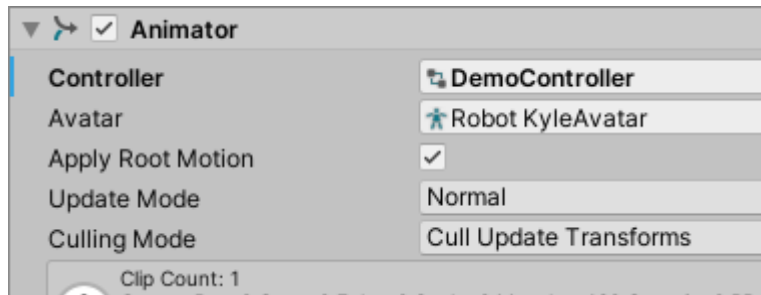 Animator
Controller DemoController
Avatar Robot KyleAvatar
Apply Root Motion
Update Mode Normal
Culling Mode Cull Update Transforms
Clip Count: 1